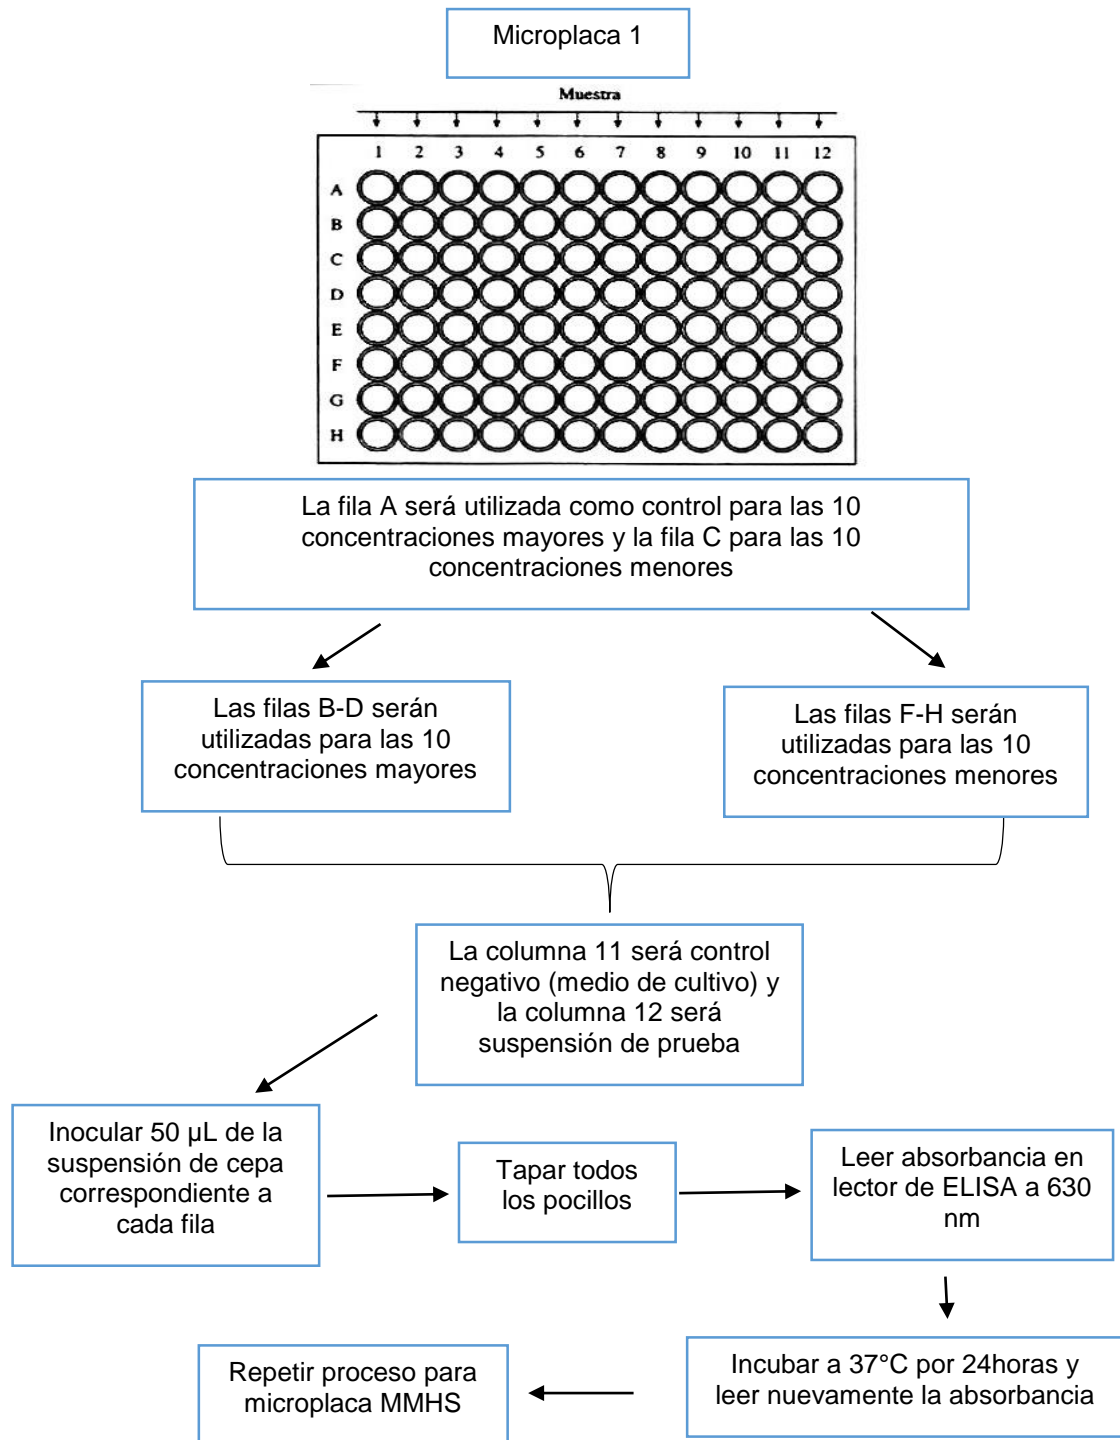 Microplaca 1
Muestra
1 2 3 4 5 6 7 8 9 10 11 12
A
B
C
D
E
F
G
H
La fila A será utilizada como control para las 10
concentraciones mayores y la fila C para las 10
concentraciones menores
Las filas B-D serán
utilizadas para las 10
concentraciones mayores
Las filas F-H serán
utilizadas para las 10
concentraciones menores
La columna 11 será control
negativo (medio de cultivo) y
la columna 12 será
suspensión de prueba
Inocular 50 µL de la
suspensión de cepa
correspondiente a
cada fila
Tapar todos
los pocillos
Leer absorbancia en
lector de ELISA a 630
nm
Incubar a 37°C por 24horas y
leer nuevamente la absorbancia
Repetir proceso para
microplaca MMHS